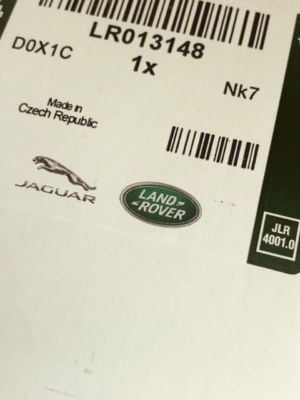 LR013148
D0X1C
1x
Nk7
Made in
Czech Republic
JAGUAR
LAND
ROVER
JLR
4001.0